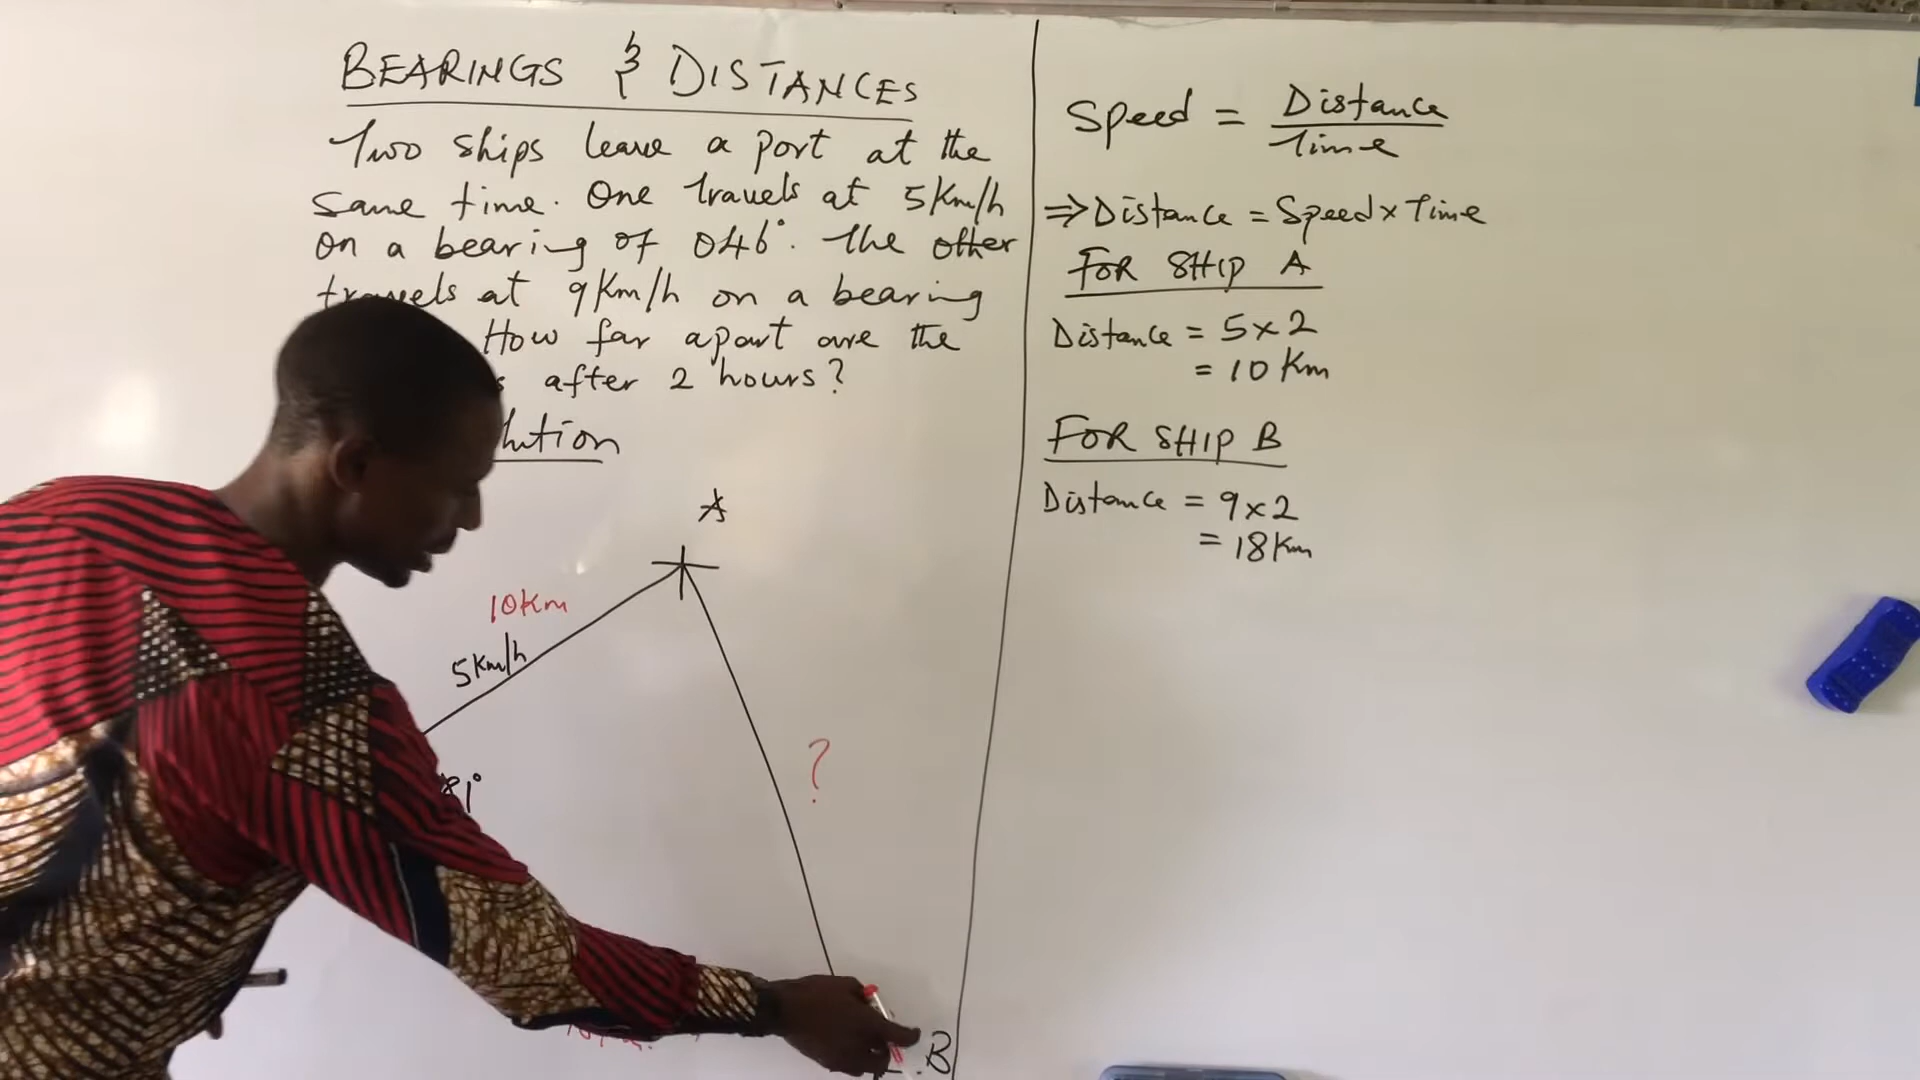 BEARINGS & DISTANCES
Two ships leave a port at the
same time. One travels at 5Km/h
on a bearing of 046°. The other
travels at 9Km/h on a bearing
How far apart are the
after 2 hours?
A
10Km
5Km/h
81°
?
B
Speed = Distance
Time
⇒ Distance = Speed × Time
FOR SHIP A
Distance = 5 × 2
= 10 Km
FOR SHIP B
Distance = 9 × 2
= 18 Km